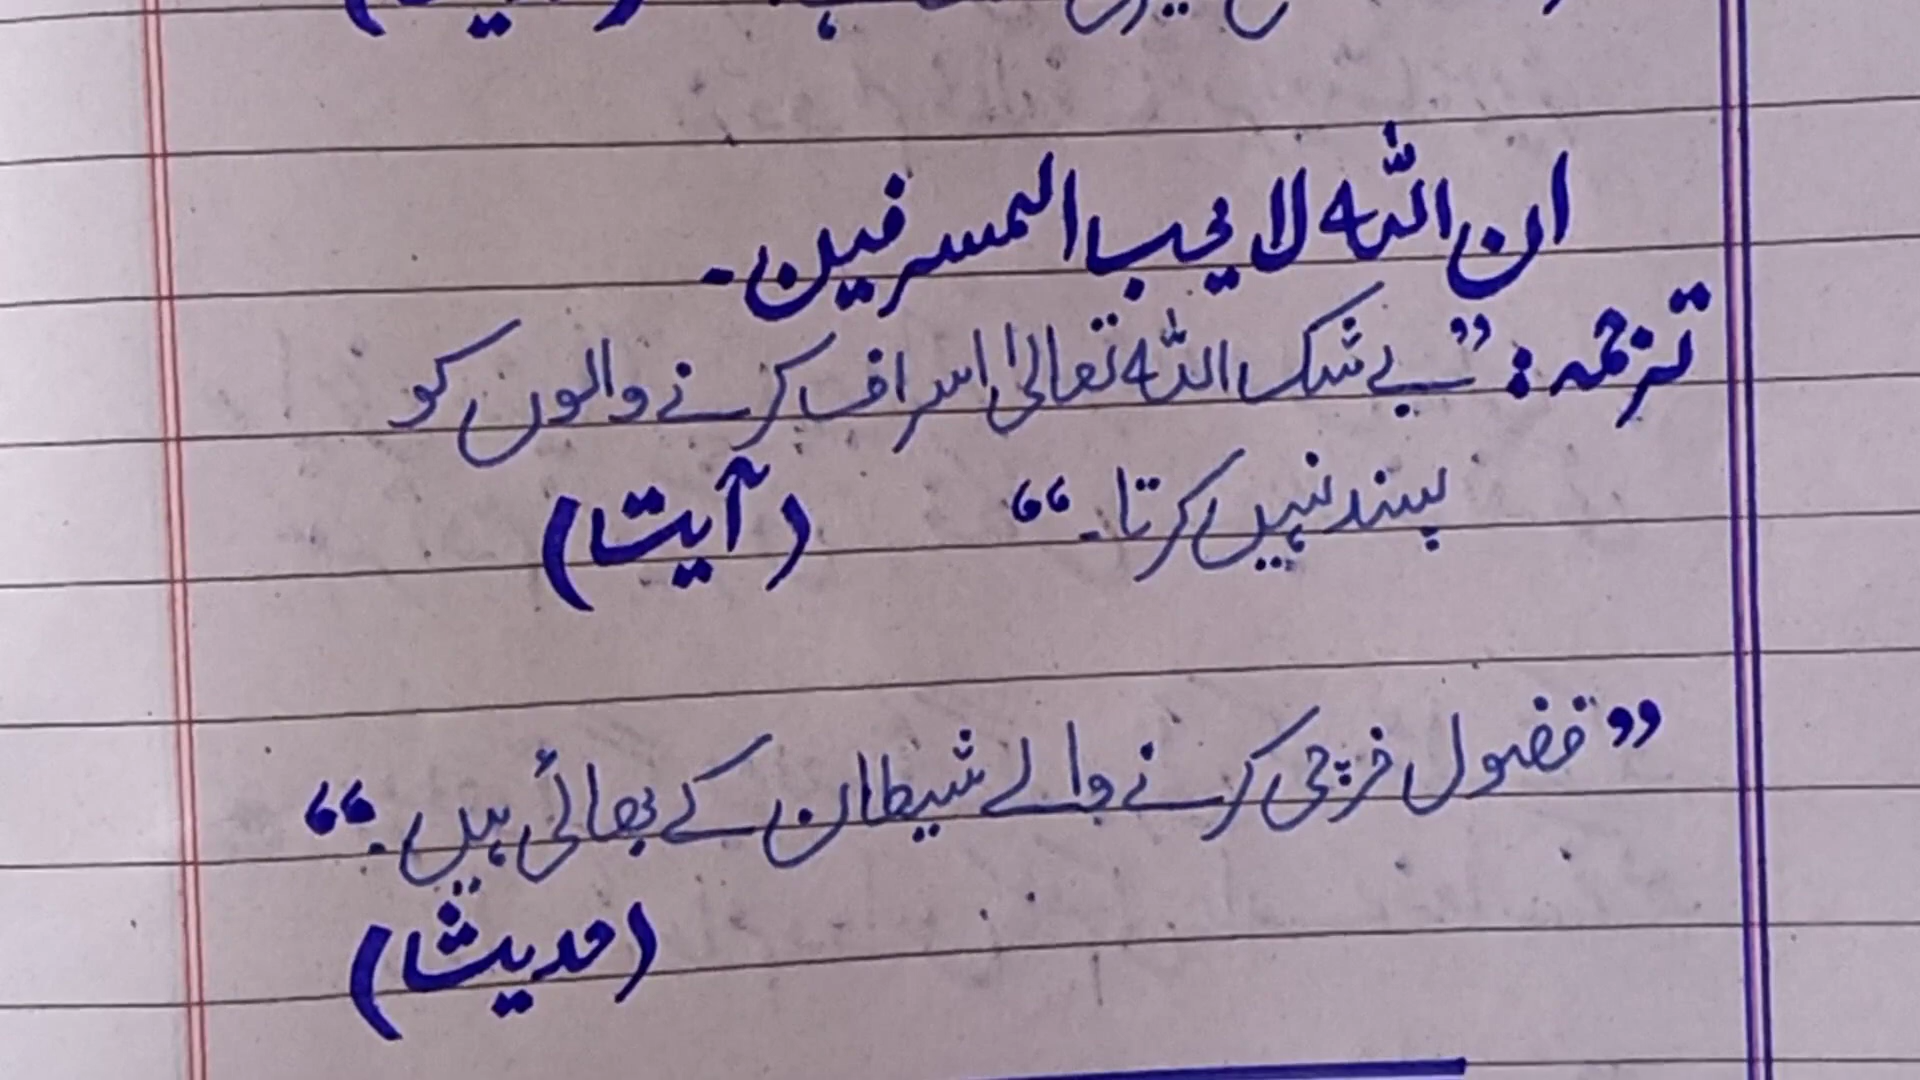 ان اللہ لا یحب المسرفین۔
ترجمہ: ”بے شک اللہ تعالیٰ اسراف کرنے والوں کو
پسند نہیں کرتا۔“ (آیت)
”فضول خرچی کرنے والے شیطان کے بھائی ہیں۔“
(حدیث)